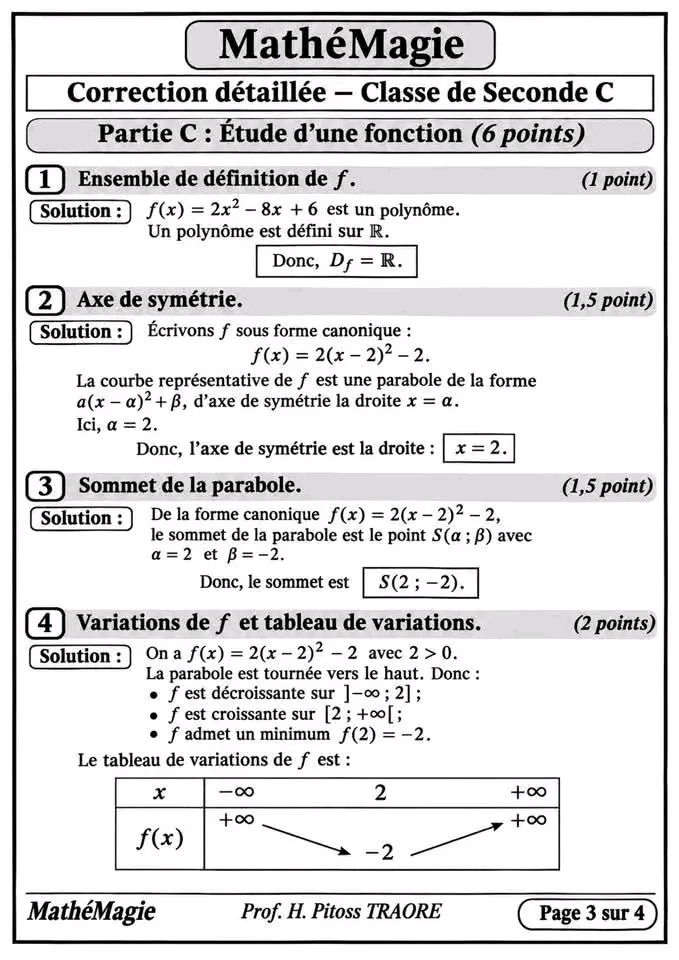 MathéMagie
Correction détaillée – Classe de Seconde C
Partie C : Étude d’une fonction (6 points)
1 Ensemble de définition de f. (1 point)
Solution : f(x) = 2x² − 8x + 6 est un polynôme.
Un polynôme est défini sur ℝ.
Donc, D_f = ℝ.
2 Axe de symétrie. (1,5 point)
Solution : Écrivons f sous forme canonique :
f(x) = 2(x − 2)² − 2.
La courbe représentative de f est une parabole de la forme
a(x − α)² + β, d’axe de symétrie la droite x = α.
Ici, α = 2.
Donc, l’axe de symétrie est la droite : x = 2.
3 Sommet de la parabole. (1,5 point)
Solution : De la forme canonique f(x) = 2(x − 2)² − 2,
le sommet de la parabole est le point S(α ; β) avec
α = 2 et β = −2.
Donc, le sommet est S(2 ; −2).
4 Variations de f et tableau de variations. (2 points)
Solution : On a f(x) = 2(x − 2)² − 2 avec 2 > 0.
La parabole est tournée vers le haut. Donc :
• f est décroissante sur ]−∞ ; 2] ;
• f est croissante sur [2 ; +∞[ ;
• f admet un minimum f(2) = −2.
Le tableau de variations de f est :
x −∞ 2 +∞
f(x) +∞ −2 +∞
MathéMagie Prof. H. Pitoss TRAORE Page 3 sur 4